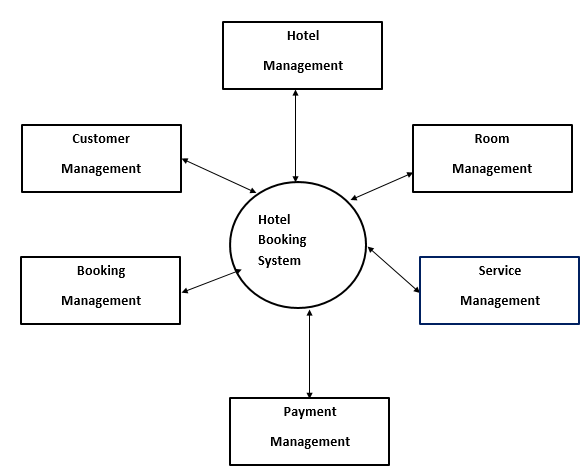 Hotel
Management
Customer
Management
Room
Management
Hotel
Booking
System
Booking
Management
Service
Management
Payment
Management